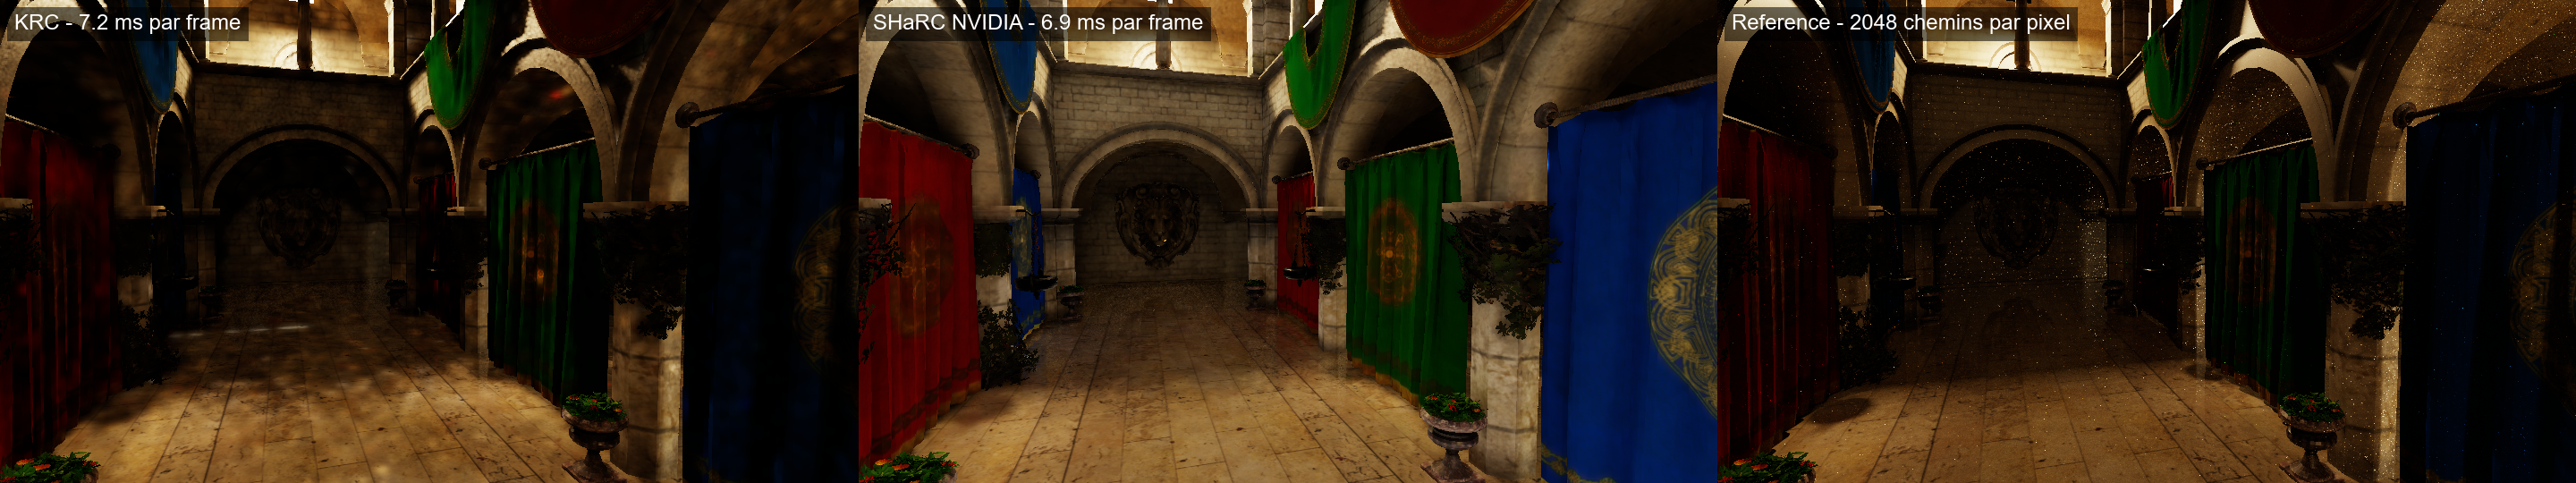 KRC - 7.2 ms par frame
SHaRC NVIDIA - 6.9 ms par frame
Reference - 2048 chemins par pixel